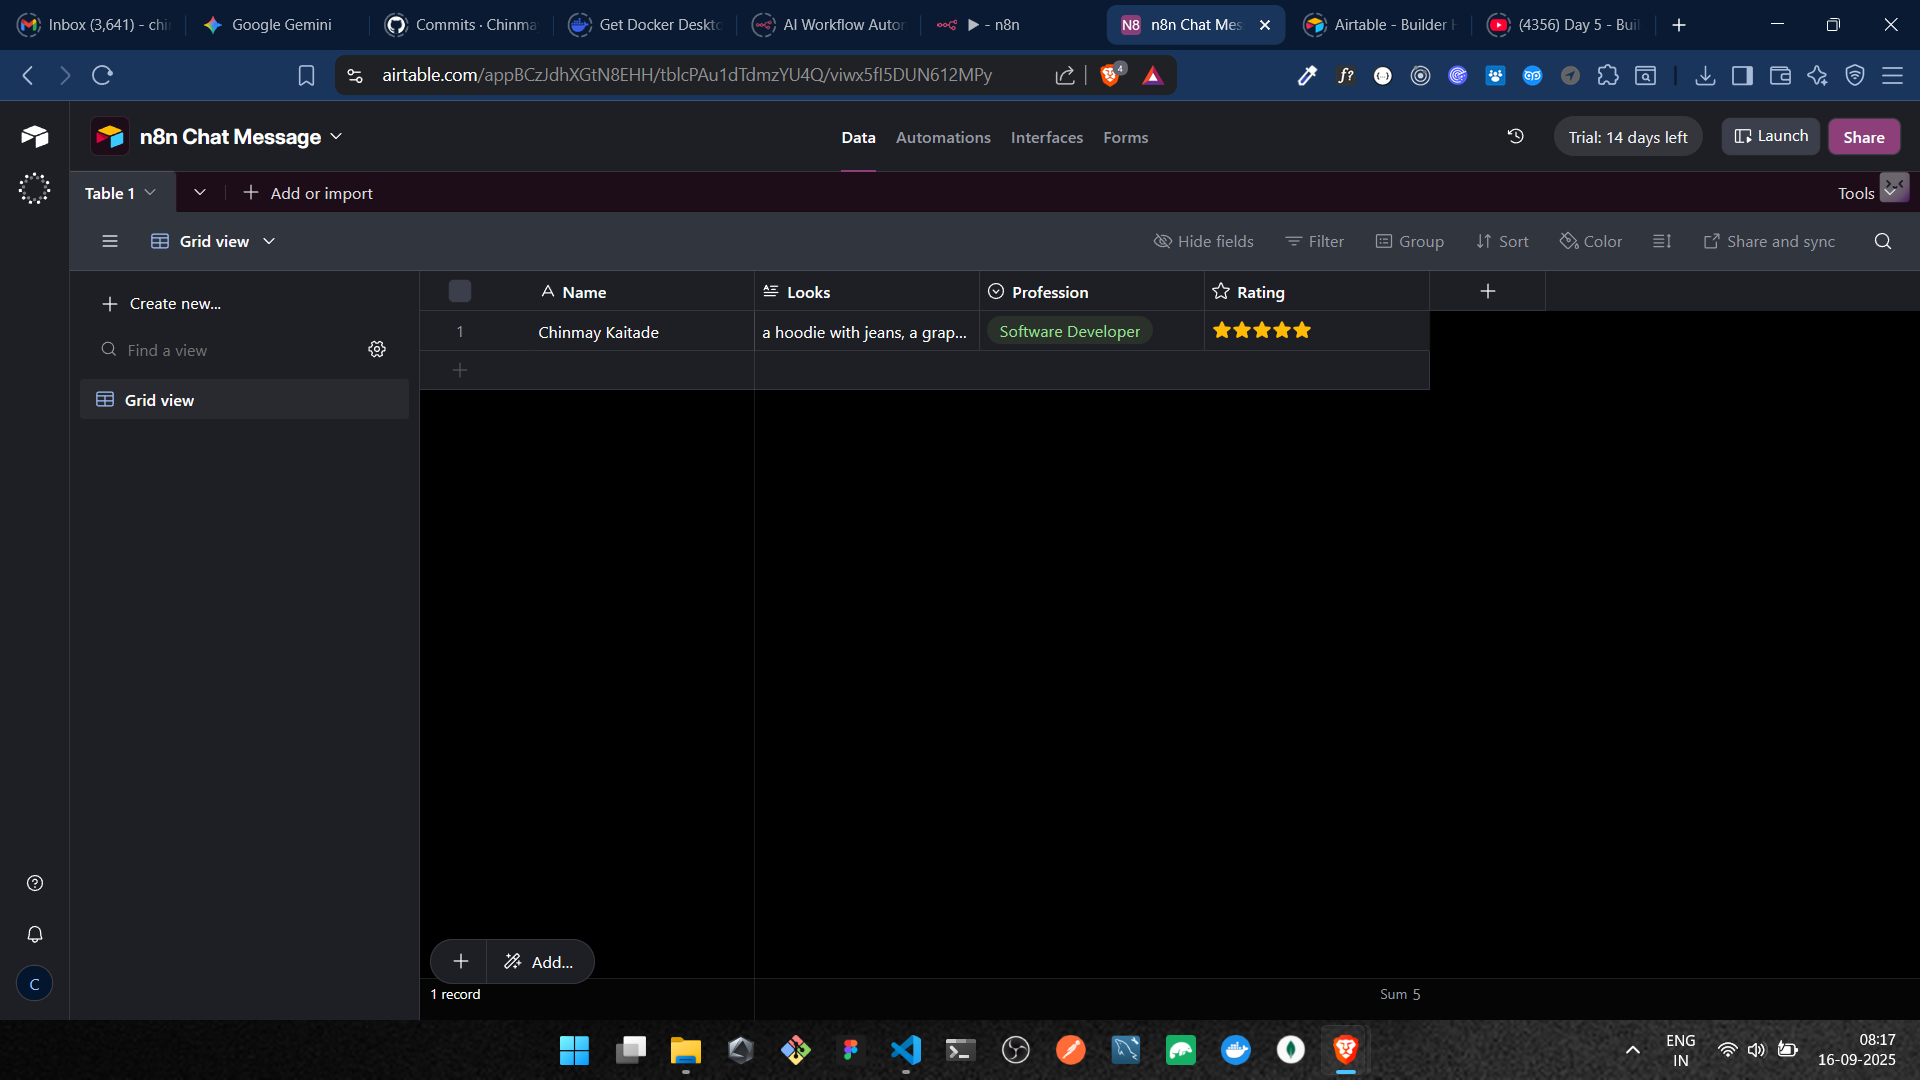 Inbox (3,641) - chi
Google Gemini
Commits · Chinma
Get Docker Deskto
AI Workflow Autor
▶ - n8n
N8 n8n Chat Mes
Airtable - Builder H
(4356) Day 5 - Buil
airtable.com/appBCzJdhXGtN8EHH/tblcPAu1dTdmzYU4Q/viwx5fI5DUN612MPy
4
f?
n8n Chat Message
Data
Automations
Interfaces
Forms
Trial: 14 days left
Launch
Share
Table 1
Add or import
Tools
Grid view
Hide fields
Filter
Group
Sort
Color
Share and sync
Create new...
Find a view
Grid view
Name
Looks
Profession
Rating
1
Chinmay Kaitade
a hoodie with jeans, a grap...
Software Developer
Add...
1 record
Sum 5
C
ENG
IN
08:17
16-09-2025